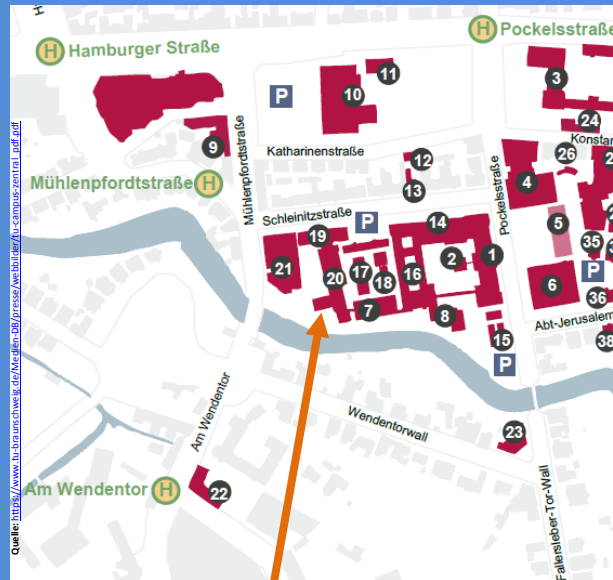 H Hamburger Straße
H Pockelsstraße
P
3
11
10
24
9
Konstan
Katharinenstraße
26
2
12
Mühlenpfordtstraße H
Mühlenpfordtstraße
13
4
Pockelsstraße
Schleinitzstraße
P
14
5
19
35
3
21
20
17
18
16
2
1
P
6
36
7
8
Abt-Jerusalem
15
38
P
Am Wendentor
Wendentorwall
23
Am Wendentor H
22
Fallersleber-Tor-Wall
Quelle: https://www.tu-braunschweig.de/Medien-DB/presse/webbilder/tu-campus-zentral_pdf.pdf